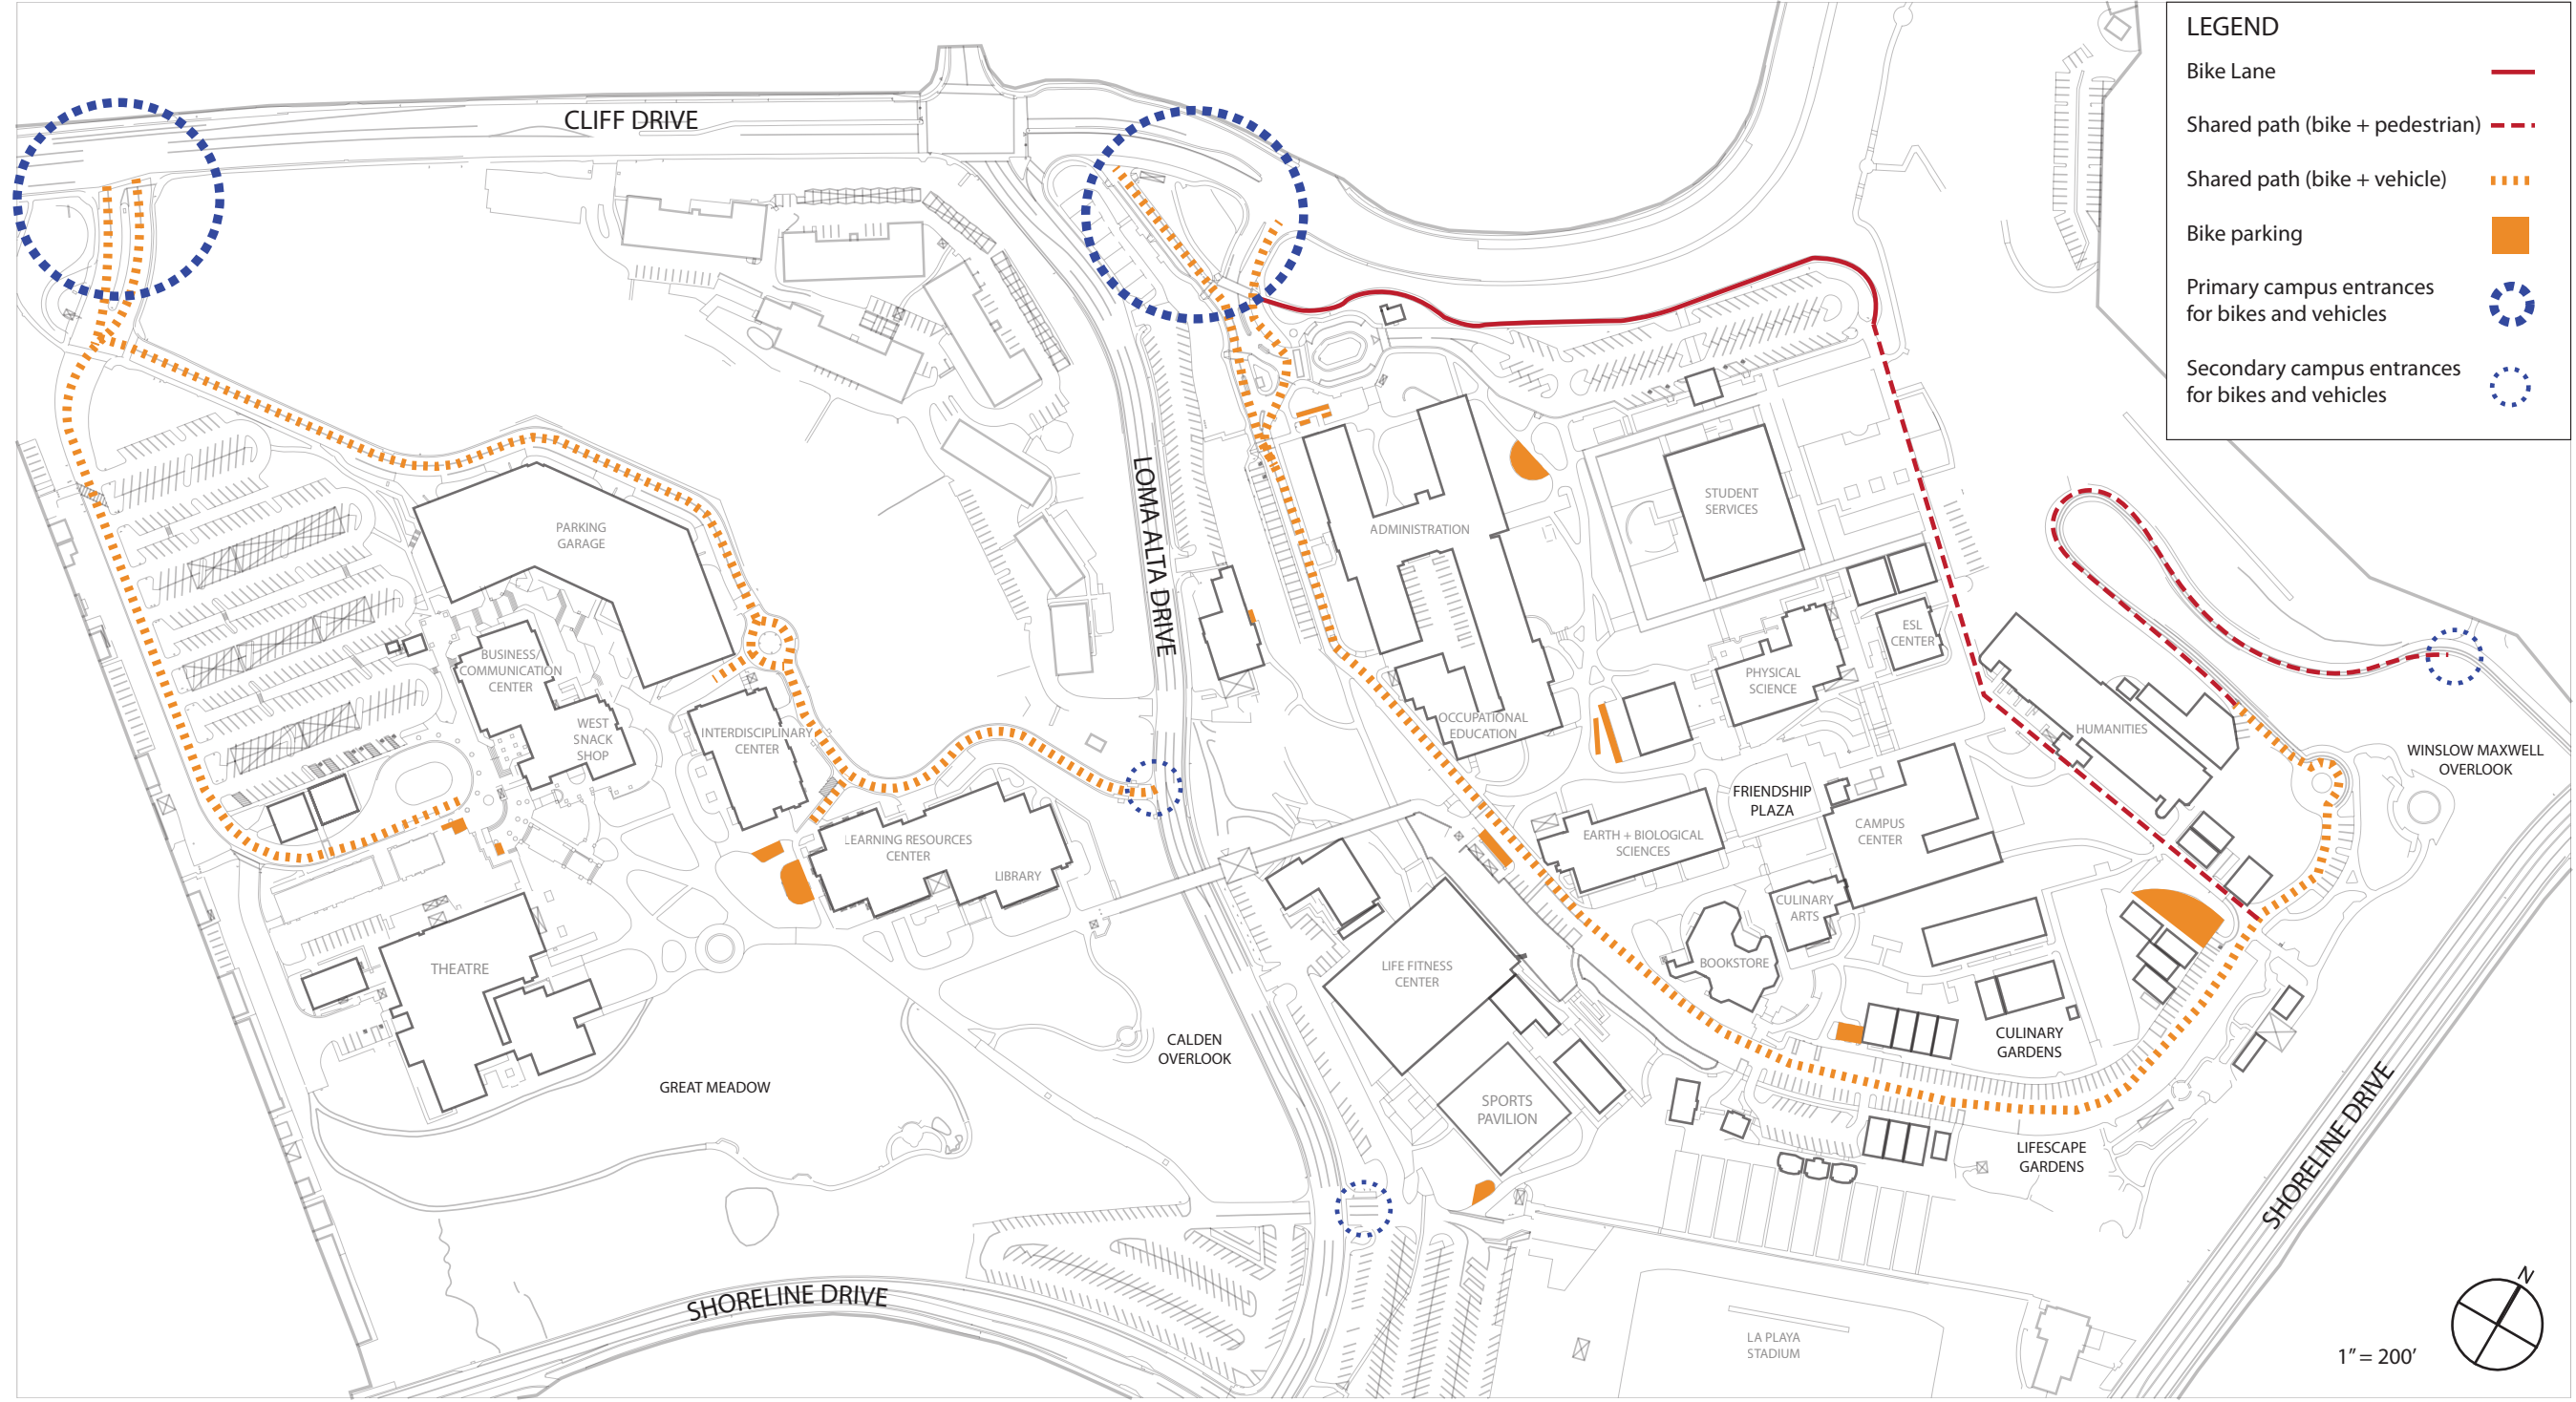 LEGEND
Bike Lane
Shared path (bike + pedestrian)
Shared path (bike + vehicle)
Bike parking
Primary campus entrances
for bikes and vehicles
Secondary campus entrances
for bikes and vehicles
CLIFF DRIVE
LOMA ALTA DRIVE
PARKING
GARAGE
BUSINESS/
COMMUNICATION
CENTER
WEST
SNACK
SHOP
INTERDISCIPLINARY
CENTER
LEARNING RESOURCES
CENTER
LIBRARY
THEATRE
GREAT MEADOW
CALDEN
OVERLOOK
SHORELINE DRIVE
ADMINISTRATION
STUDENT
SERVICES
OCCUPATIONAL
EDUCATION
PHYSICAL
SCIENCE
ESL
CENTER
HUMANITIES
WINSLOW MAXWELL
OVERLOOK
FRIENDSHIP
PLAZA
EARTH + BIOLOGICAL
SCIENCES
CAMPUS
CENTER
CULINARY
ARTS
BOOKSTORE
LIFE FITNESS
CENTER
SPORTS
PAVILION
CULINARY
GARDENS
LIFESCAPE
GARDENS
SHORELINE DRIVE
LA PLAYA
STADIUM
N
1" = 200'